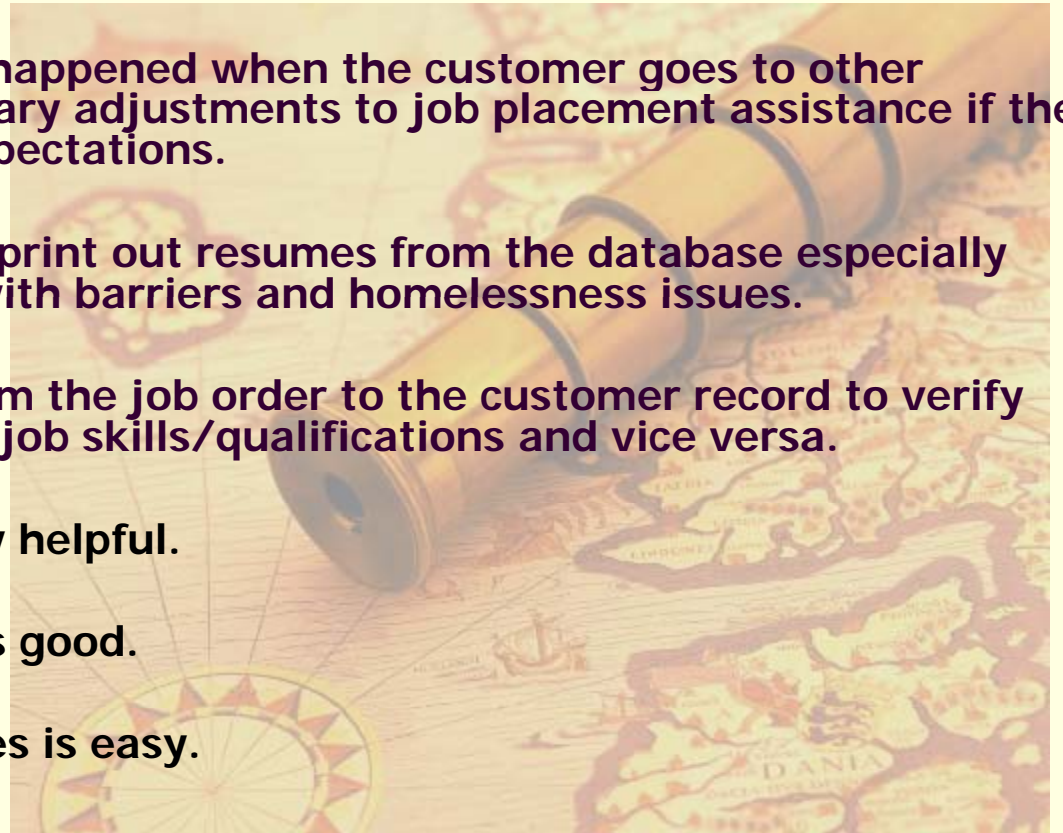 happened when the customer goes to other
ary adjustments to job placement assistance if the
pectations.
print out resumes from the database especially
with barriers and homelessness issues.
m the job order to the customer record to verify
job skills/qualifications and vice versa.
helpful.
s good.
es is easy.
DANIA